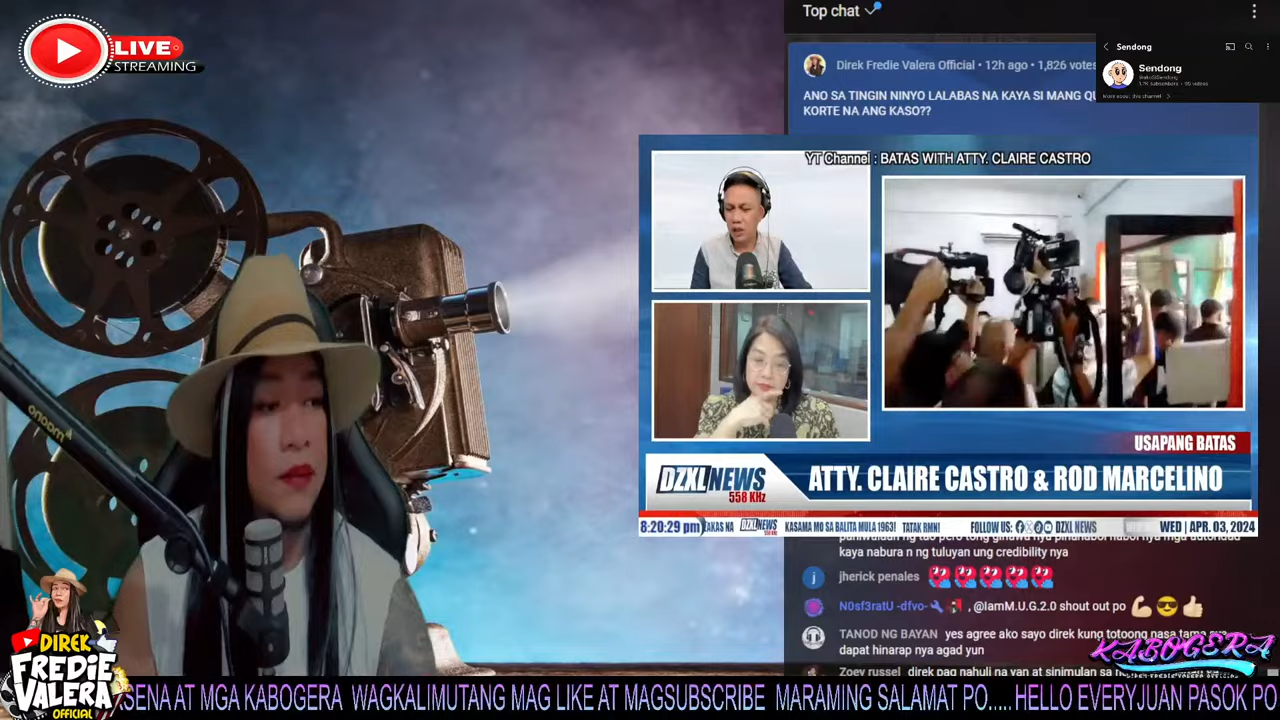 LIVE
STREAMING
Top chat
Direk Fredie Valera Official • 12h ago • 1,826 votes
ANO SA TINGIN NINYO LALABAS NA KAYA SI MANG
KORTE NA ANG KASO??
Sendong
Sendong
YT Channel : BATAS WITH ATTY. CLAIRE CASTRO
maono
USAPANG BATAS
DZXL NEWS
558 KHz
ATTY. CLAIRE CASTRO & ROD MARCELINO
8:20:29 pm
DZXL NEWS
KASAMA MO SA BALITA MULA 1963! TATAK RMN!
FOLLOW US:
DZXL NEWS
WED | APR. 03, 2024
kaya nabura n ng tuluyan ung credibility nya
j
jherick penales
N0sf3ratU -dfvo- , @IamM.U.G.2.0 shout out po
TANOD NG BAYAN yes agree ako sayo direk kung totoong nasa
dapat hinarap nya agad yun
Zoey russel direk pag nahuli na yan at sinimulan sa
KABOGERA
DIREK
FREDIE
VALERA
OFFICIAL
SENA AT MGA KABOGERA WAGKALIMUTANG MAG LIKE AT MAGSUBSCRIBE MARAMING SALAMAT PO..... HELLO EVERYJUAN PASOK PO